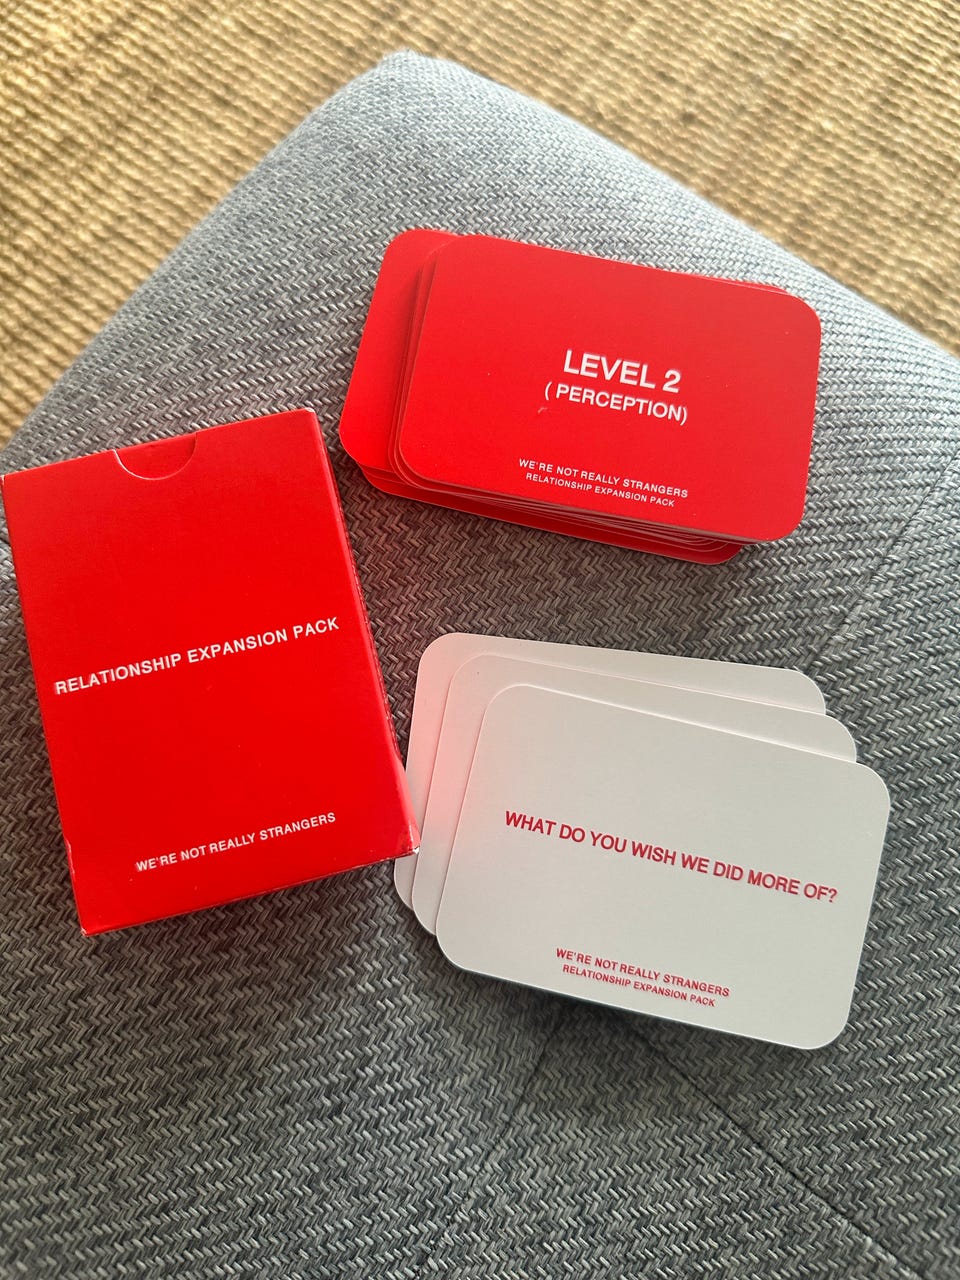 LEVEL 2
( PERCEPTION)
WE'RE NOT REALLY STRANGERS
RELATIONSHIP EXPANSION PACK
RELATIONSHIP EXPANSION PACK
WE'RE NOT REALLY STRANGERS
WHAT DO YOU WISH WE DID MORE OF?
WE'RE NOT REALLY STRANGERS
RELATIONSHIP EXPANSION PACK